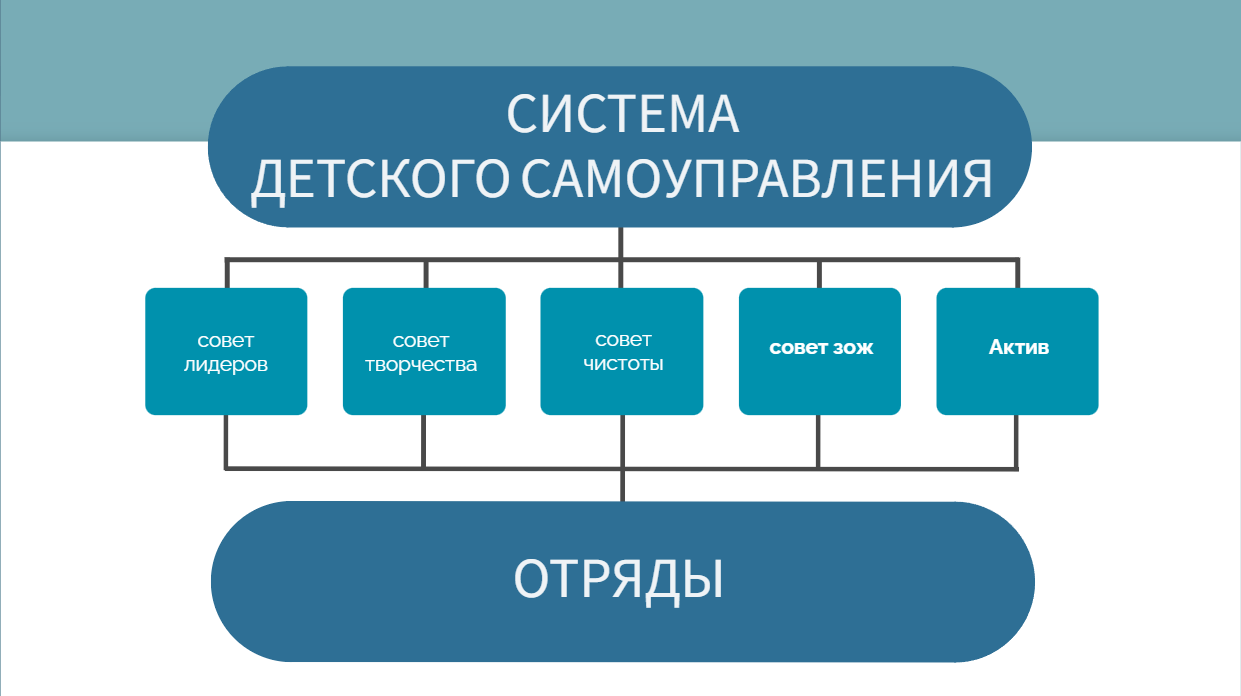 СИСТЕМА
ДЕТСКОГО САМОУПРАВЛЕНИЯ
совет
лидеров
совет
творчества
совет
чистоты
совет зож
Актив
ОТРЯДЫ